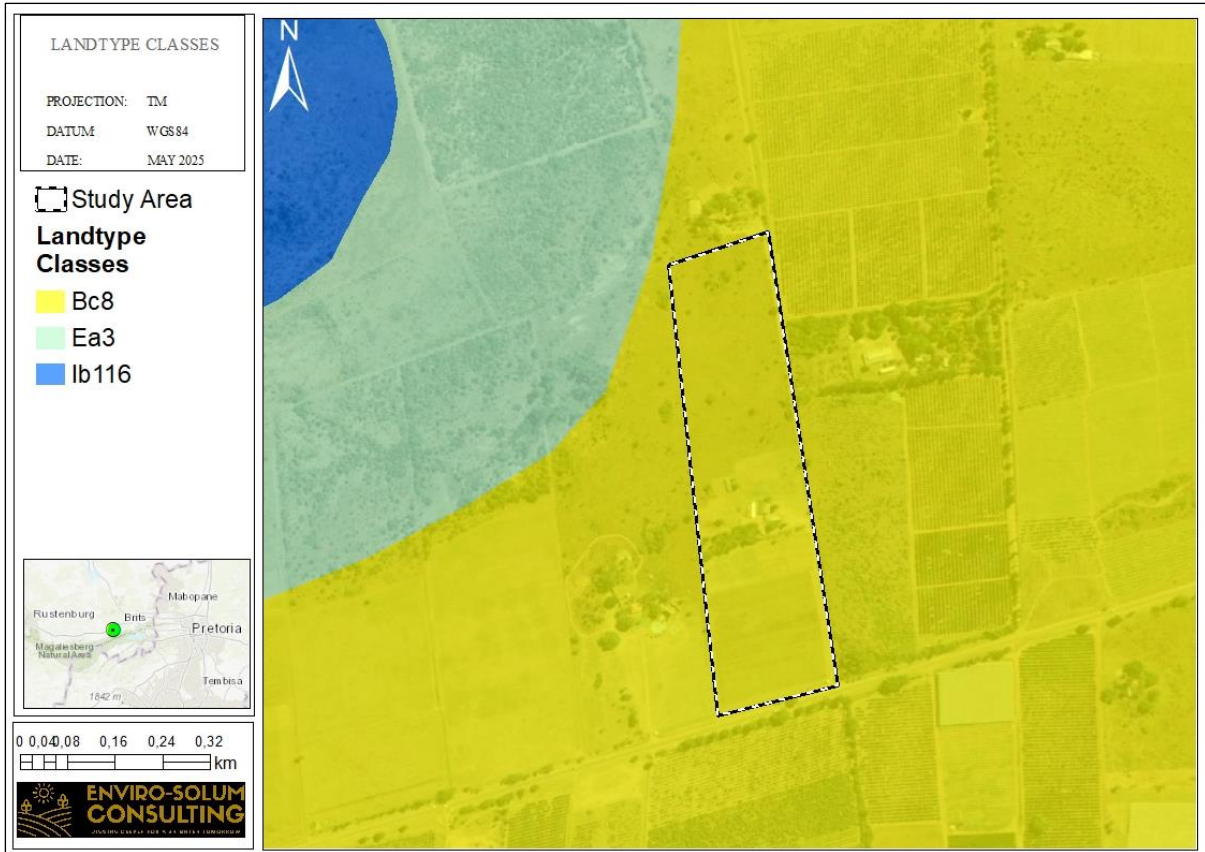 LANDTYPE CLASSES
PROJECTION: TM
DATUM: WGS84
DATE: MAY 2025
Study Area
Landtype
Classes
Bc8
Ea3
Ib116
N
Mabopane
Rustenburg
Brits
Pretoria
Magaliesberg
Natural Area
Tembisa
1842 m
0 0,04 0,08 0,16 0,24 0,32
km
ENVIRO-SOLUM
CONSULTING